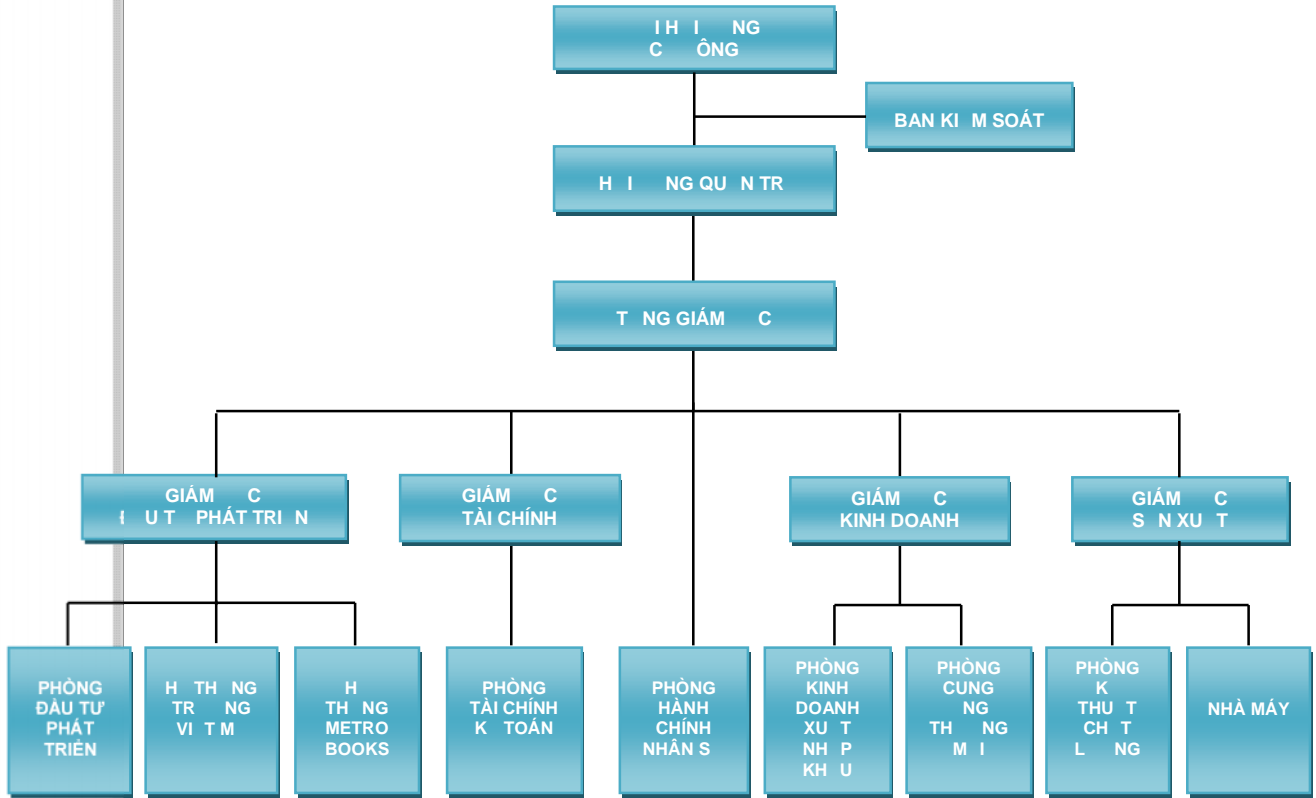 I H I NG
C ÔNG
BAN KI M SOÁT
H I NG QU N TR
T NG GIÁM C
GIÁM C
U T PHÁT TRI N
GIÁM C
TÀI CHÍNH
GIÁM C
KINH DOANH
GIÁM C
S N XU T
PHÒNG
ĐẦU TƯ
PHÁT
TRIỂN
H TH NG
TR NG
VI T M
H
TH NG
METRO
BOOKS
PHÒNG
TÀI CHÍNH
K TOÁN
PHÒNG
HÀNH
CHÍNH
NHÂN S
PHÒNG
KINH
DOANH
XU T
NH P
KH U
PHÒNG
CUNG
NG
TH NG
M I
PHÒNG
K
THU T
CH T
L NG
NHÀ MÁY